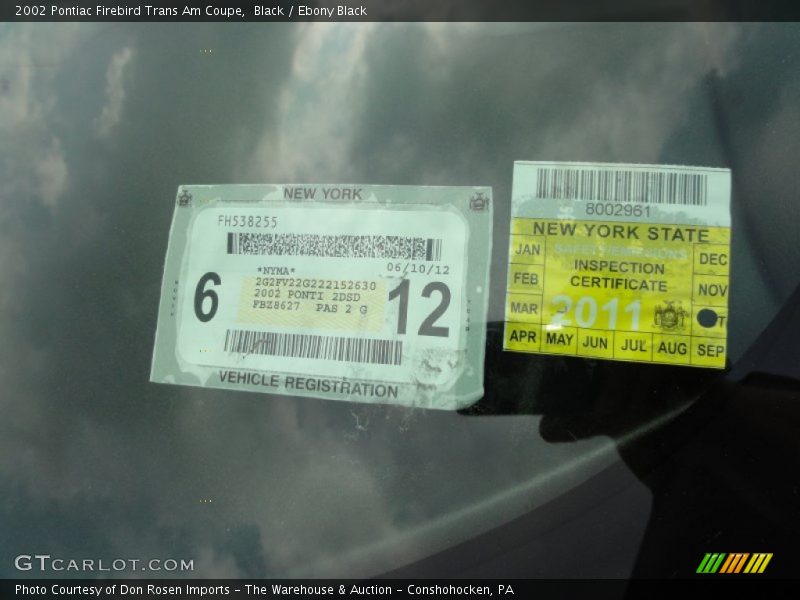 2002 Pontiac Firebird Trans Am Coupe,  Black / Ebony Black
NEW YORK
FH538255
*NYMA*
06/10/12
2G2FV22G222152630
2002 PONTI 2DSD
FBZ8627  PAS 2 G
6
12
VEHICLE REGISTRATION
8002961
NEW YORK STATE
SAFETY/EMISSIONS
INSPECTION
CERTIFICATE
2011
JAN
FEB
MAR
APR MAY JUN JUL AUG SEP
DEC
NOV
GTCARLOT.COM
Photo Courtesy of Don Rosen Imports - The Warehouse & Auction - Conshohocken, PA